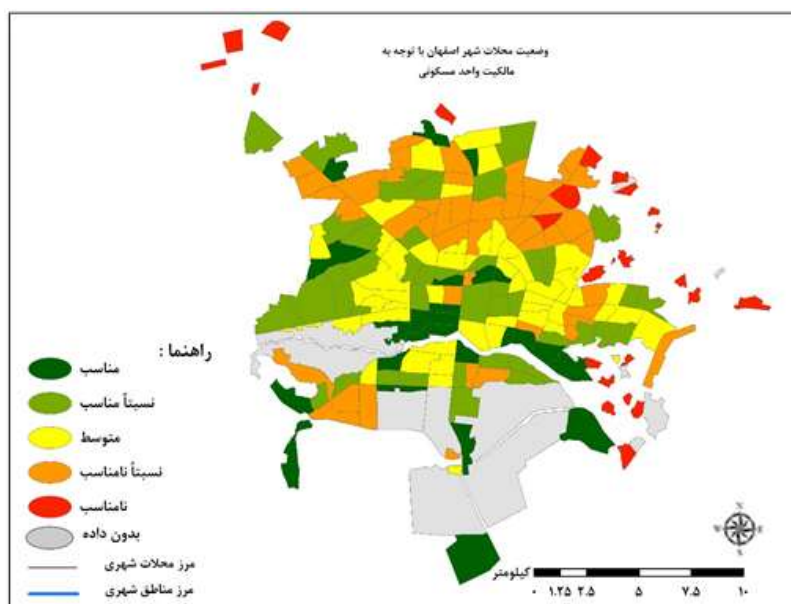 وضعیت محلات شهر اصفهان با توجه به
مالکیت واحد مسکونی
راهنما :
مناسب
نسبتاً مناسب
متوسط
نسبتاً نامناسب
نامناسب
بدون داده
مرز محلات شهری
مرز مناطق شهری
N
W E
S
کیلومتر
۰ ۱.۲۵ ۲.۵ ۵ ۷.۵ ۱۰